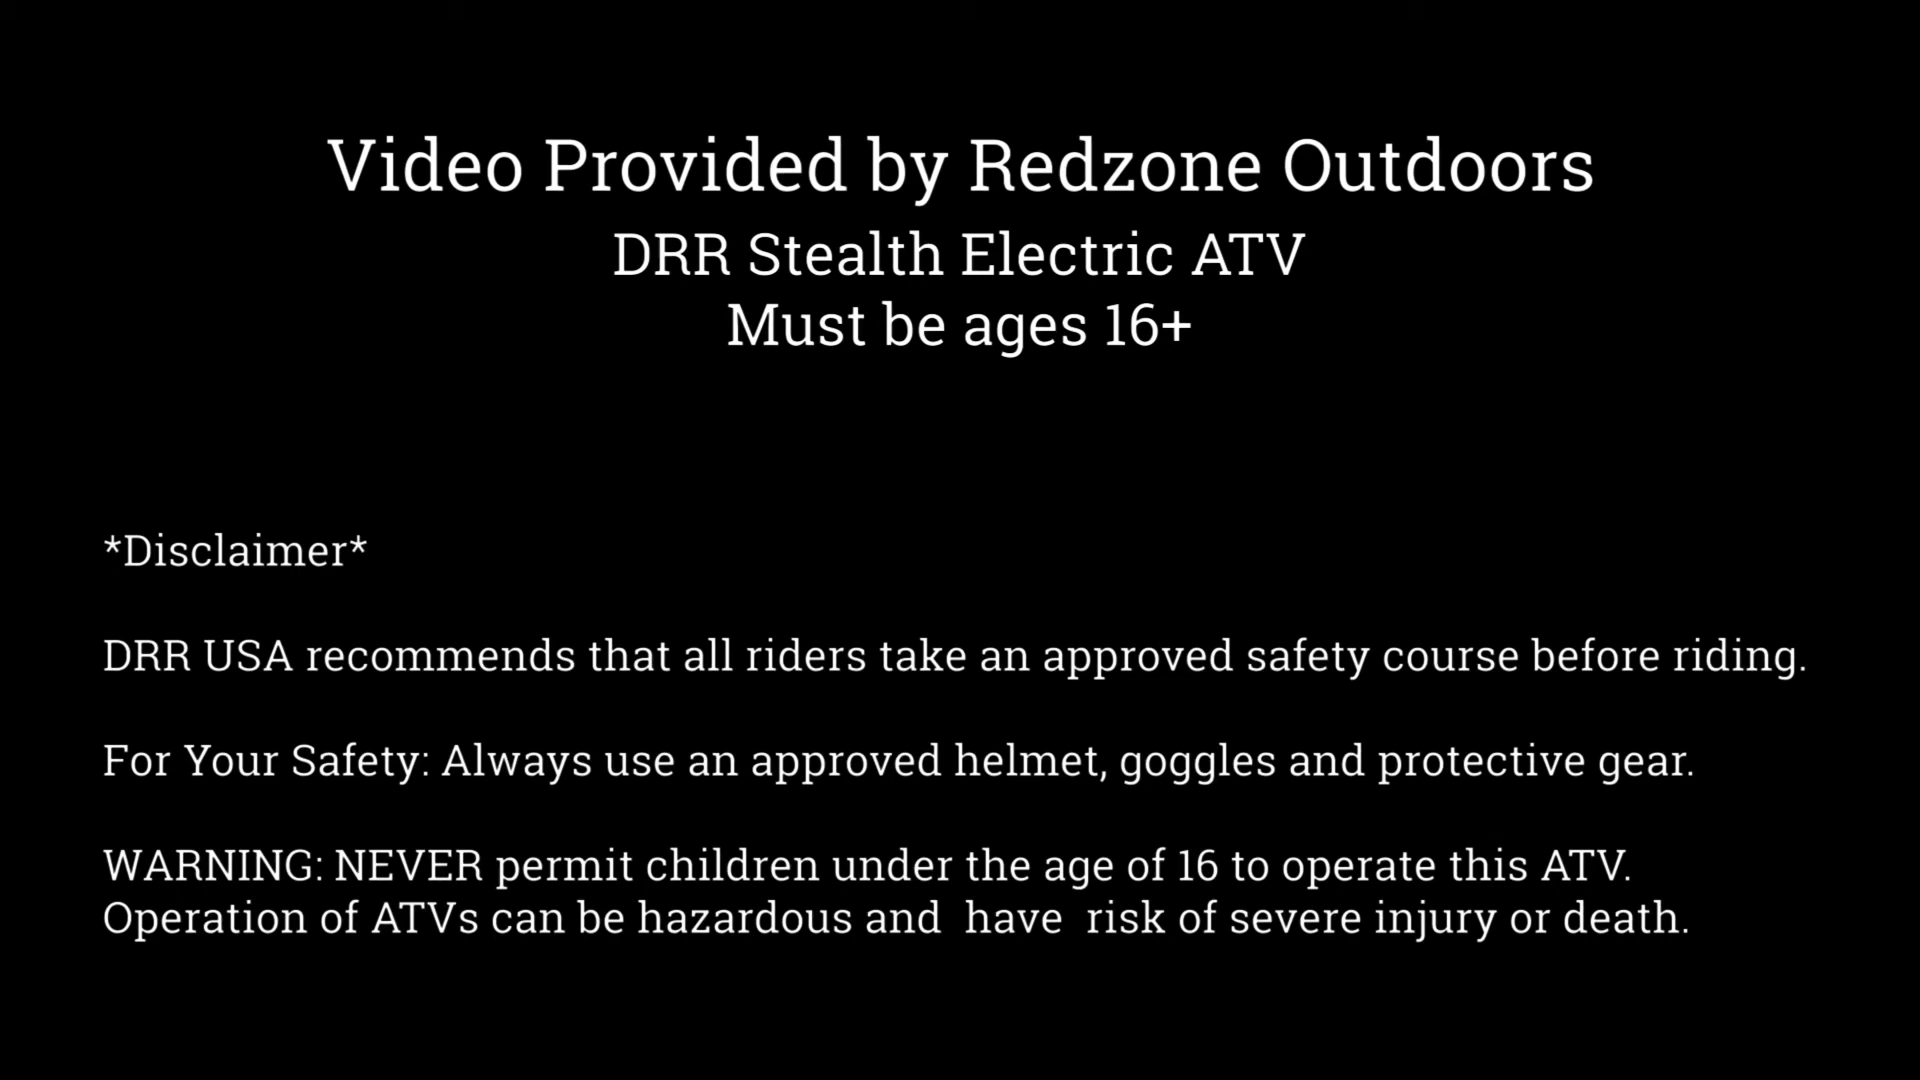 Video Provided by Redzone Outdoors
DRR Stealth Electric ATV
Must be ages 16+
*Disclaimer*
DRR USA recommends that all riders take an approved safety course before riding.
For Your Safety: Always use an approved helmet, goggles and protective gear.
WARNING: NEVER permit children under the age of 16 to operate this ATV.
Operation of ATVs can be hazardous and  have  risk of severe injury or death.